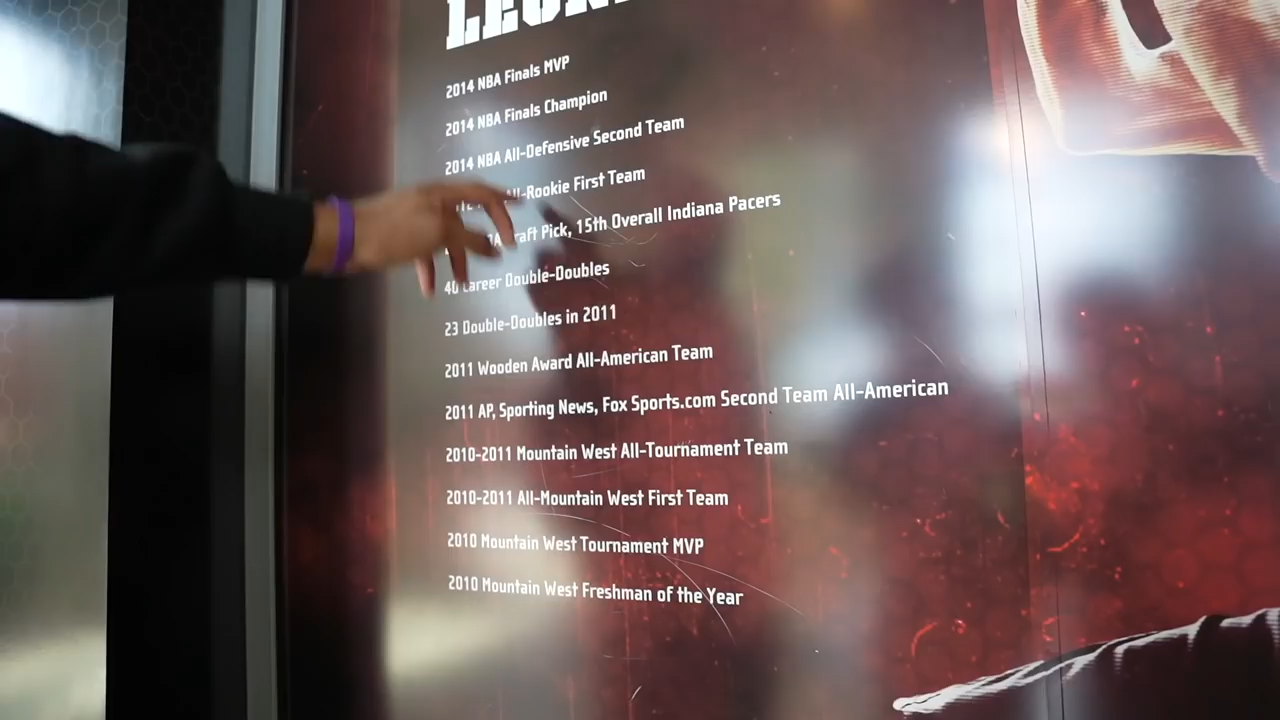 2014 NBA Finals MVP
2014 NBA Finals Champion
2014 NBA All-Defensive Second Team
All-Rookie First Team
Draft Pick, 15th Overall Indiana Pacers
40 Career Double-Doubles
23 Double-Doubles in 2011
2011 Wooden Award All-American Team
2011 AP, Sporting News, Fox Sports.com Second Team All-American
2010-2011 Mountain West All-Tournament Team
2010-2011 All-Mountain West First Team
2010 Mountain West Tournament MVP
2010 Mountain West Freshman of the Year